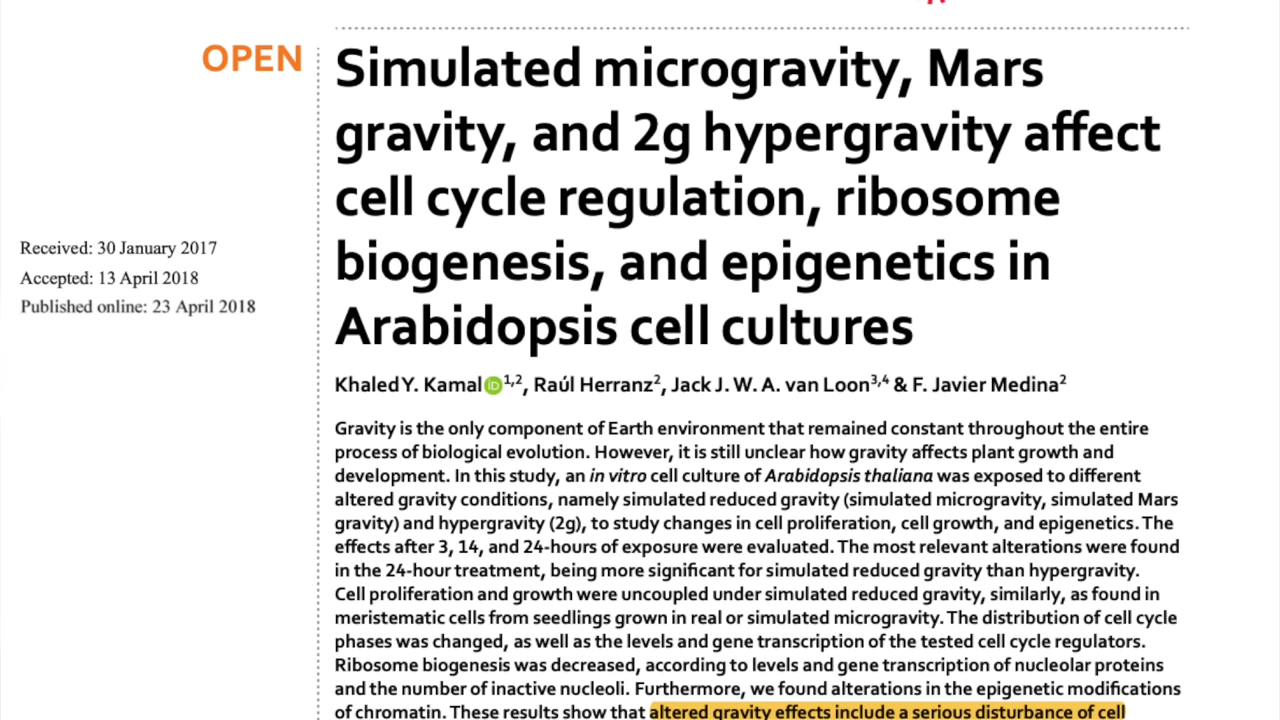 OPEN
Simulated microgravity, Mars
gravity, and 2g hypergravity affect
cell cycle regulation, ribosome
biogenesis, and epigenetics in
Arabidopsis cell cultures
Received: 30 January 2017
Accepted: 13 April 2018
Published online: 23 April 2018
Khaled Y. Kamal iD 1,2, Raúl Herranz2, Jack J. W. A. van Loon3,4 & F. Javier Medina2
Gravity is the only component of Earth environment that remained constant throughout the entire
process of biological evolution. However, it is still unclear how gravity affects plant growth and
development. In this study, an in vitro cell culture of Arabidopsis thaliana was exposed to different
altered gravity conditions, namely simulated reduced gravity (simulated microgravity, simulated Mars
gravity) and hypergravity (2g), to study changes in cell proliferation, cell growth, and epigenetics. The
effects after 3, 14, and 24-hours of exposure were evaluated. The most relevant alterations were found
in the 24-hour treatment, being more significant for simulated reduced gravity than hypergravity.
Cell proliferation and growth were uncoupled under simulated reduced gravity, similarly, as found in
meristematic cells from seedlings grown in real or simulated microgravity. The distribution of cell cycle
phases was changed, as well as the levels and gene transcription of the tested cell cycle regulators.
Ribosome biogenesis was decreased, according to levels and gene transcription of nucleolar proteins
and the number of inactive nucleoli. Furthermore, we found alterations in the epigenetic modifications
of chromatin. These results show that altered gravity effects include a serious disturbance of cell